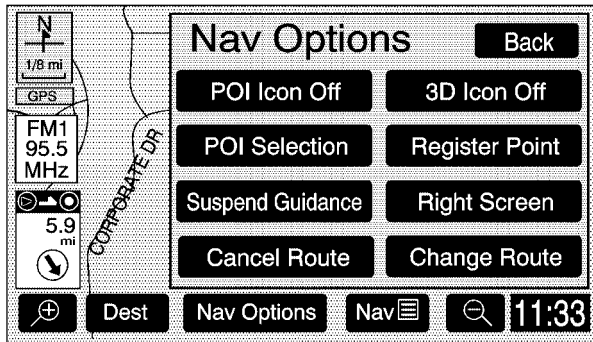 N
1/8 mi
GPS
FM1
95.5
MHz
5.9
mi
CORPORATE DR
Nav Options
Back
POI Icon Off
3D Icon Off
POI Selection
Register Point
Suspend Guidance
Right Screen
Cancel Route
Change Route
Dest
Nav Options
Nav
11:33